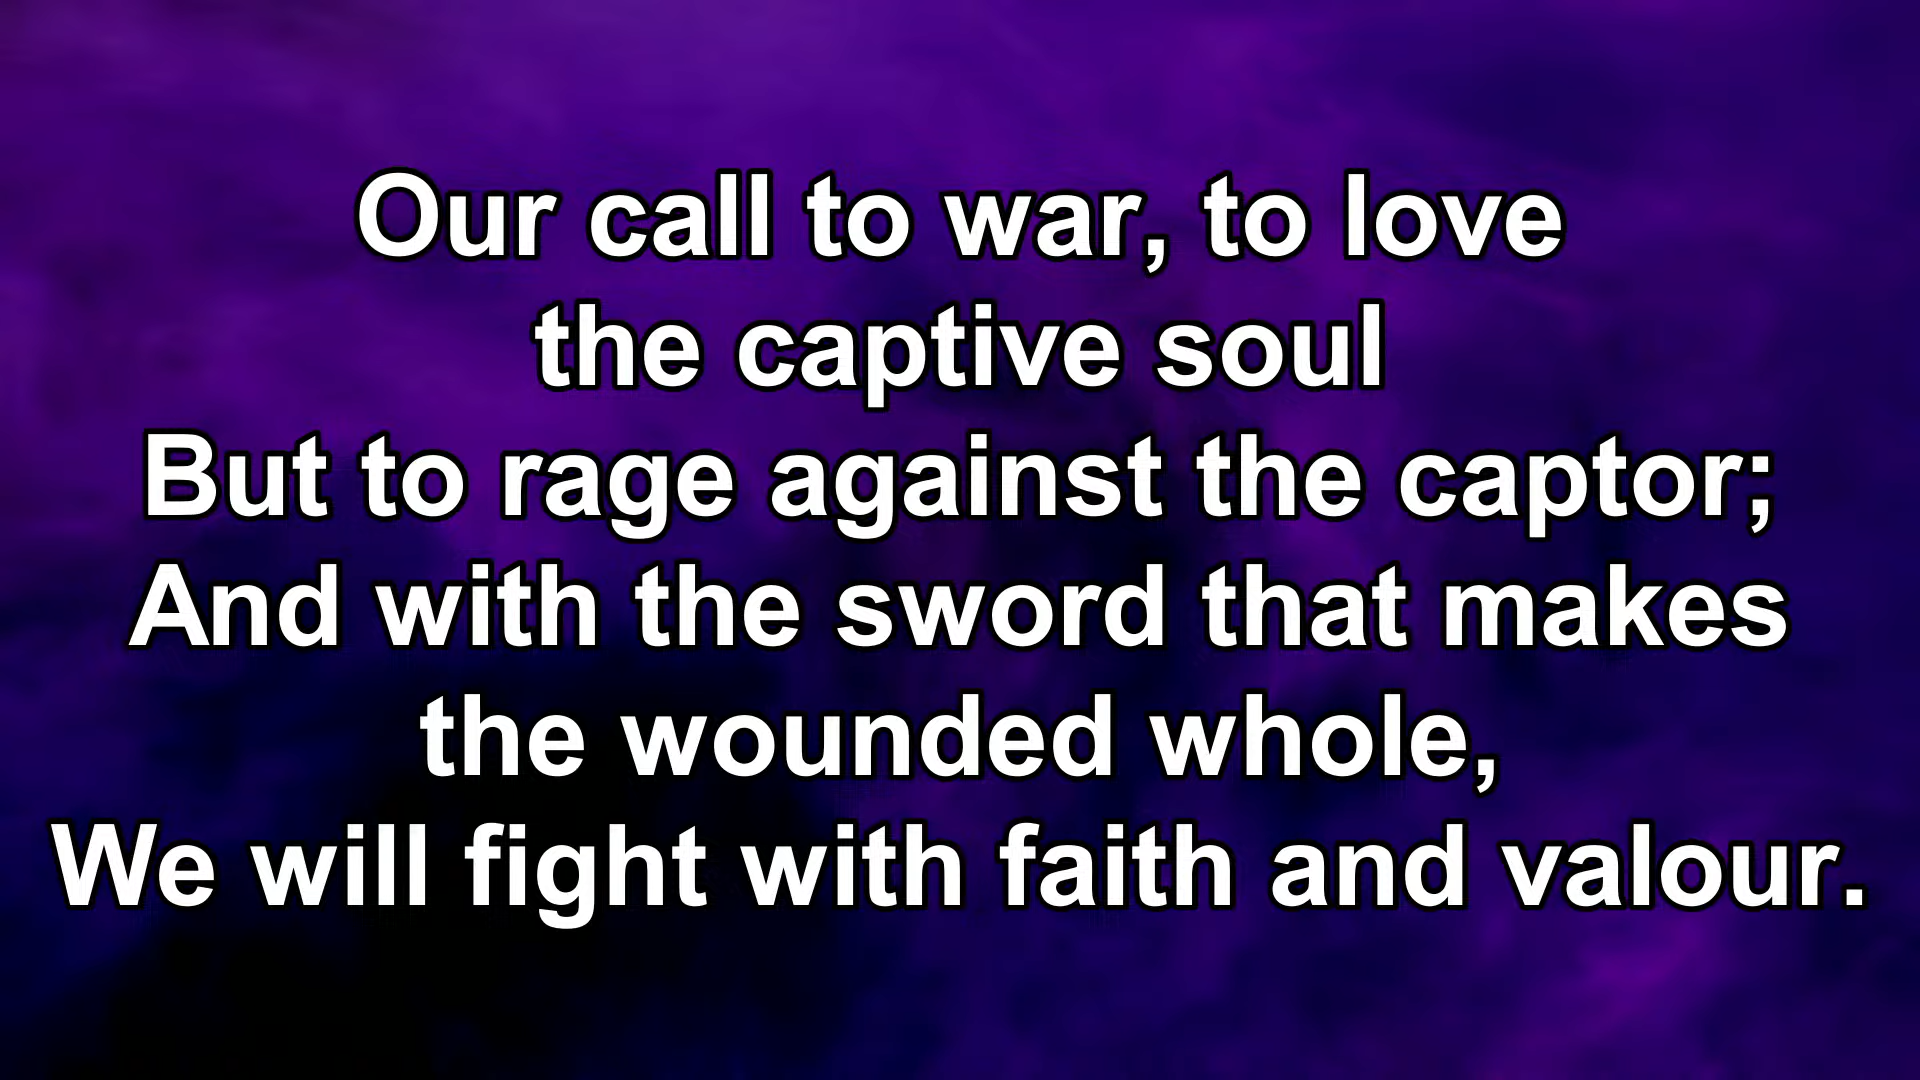 Our call to war, to love
the captive soul
But to rage against the captor;
And with the sword that makes
the wounded whole,
We will fight with faith and valour.